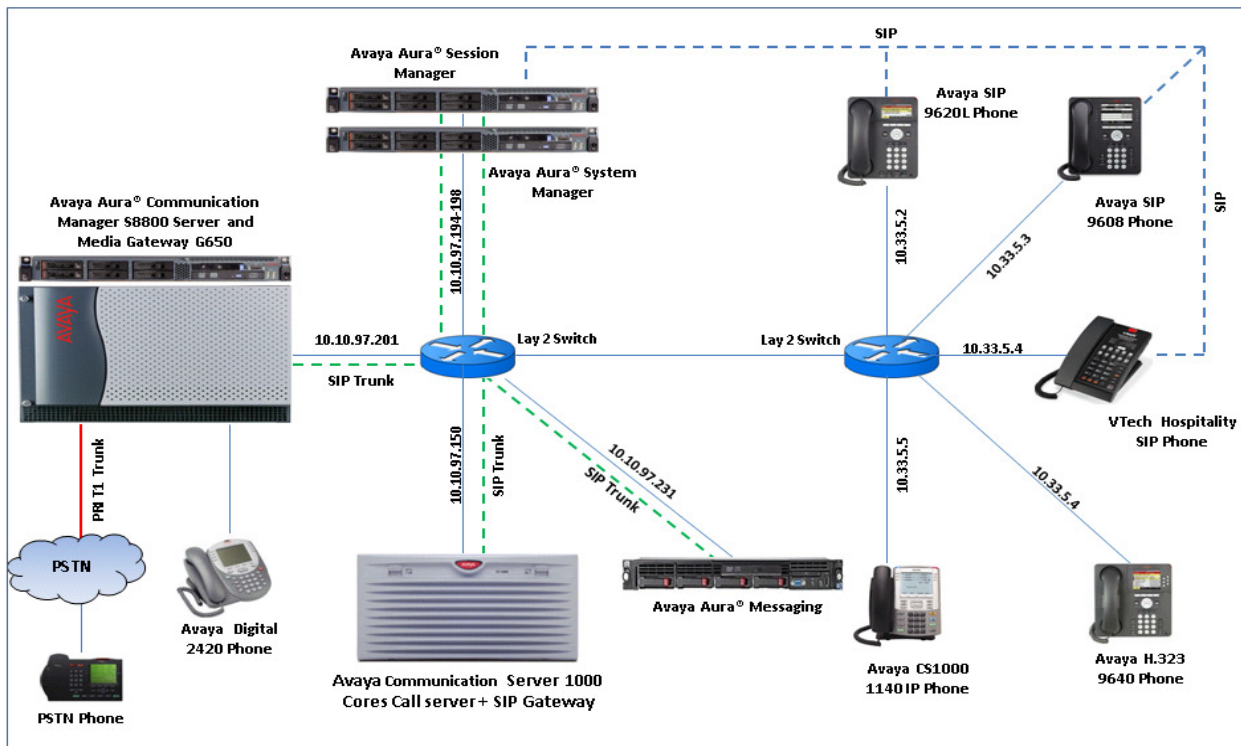 SIP
Avaya Aura® Session
Manager
Avaya SIP
9620L Phone
Avaya Aura® System
Manager
Avaya SIP
9608 Phone
SIP
Avaya Aura® Communication
Manager S8800 Server and
Media Gateway G650
AVAYA
10.10.97.194-198
10.33.5.2
10.33.5.3
10.10.97.201
SIP Trunk
Lay 2 Switch
Lay 2 Switch
10.33.5.4
VTech Hospitality
SIP Phone
PRI T1 Trunk
10.10.97.150
SIP Trunk
10.10.97.231
SIP Trunk
10.33.5.5
10.33.5.4
PSTN
Avaya Digital
2420 Phone
PSTN Phone
Avaya Communication Server 1000
Cores Call server+ SIP Gateway
Avaya Aura® Messaging
Avaya CS1000
1140 IP Phone
Avaya H.323
9640 Phone